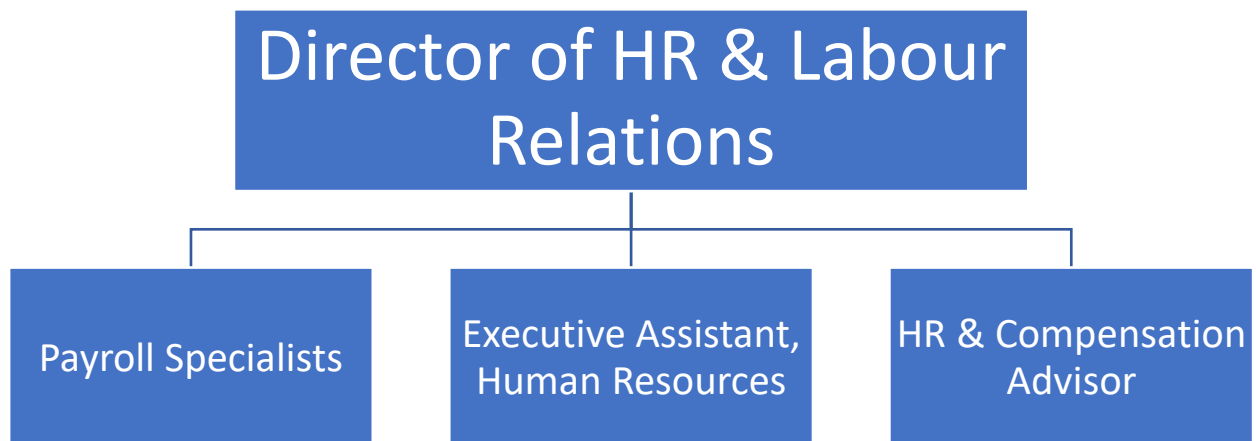 Director of HR & Labour
Relations
Payroll Specialists
Executive Assistant,
Human Resources
HR & Compensation
Advisor